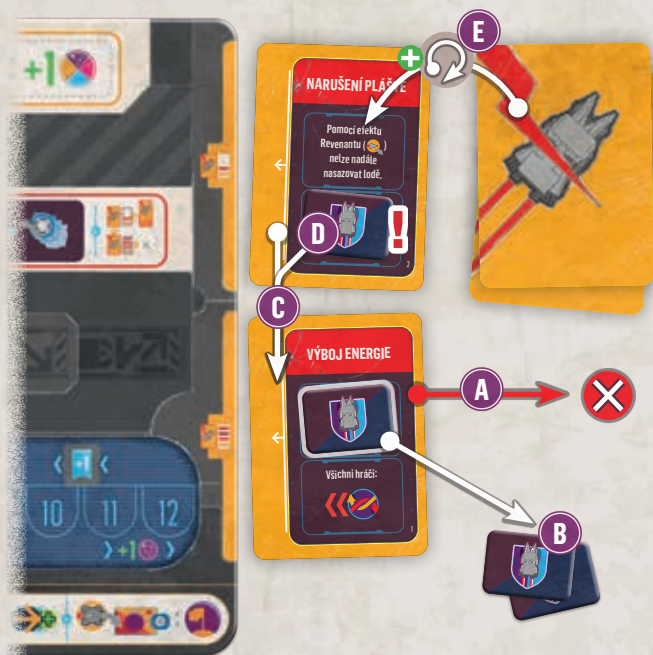 +1
E
+
NARUŠENÍ PLÁŠTĚ
Pomocí efektu
Revenantu ( )
nelze nadále
nasazovat lodě.
D
!
2
C
VÝBOJ ENERGIE
A
Všichni hráči:
1
+1
10 11 12
+1
B